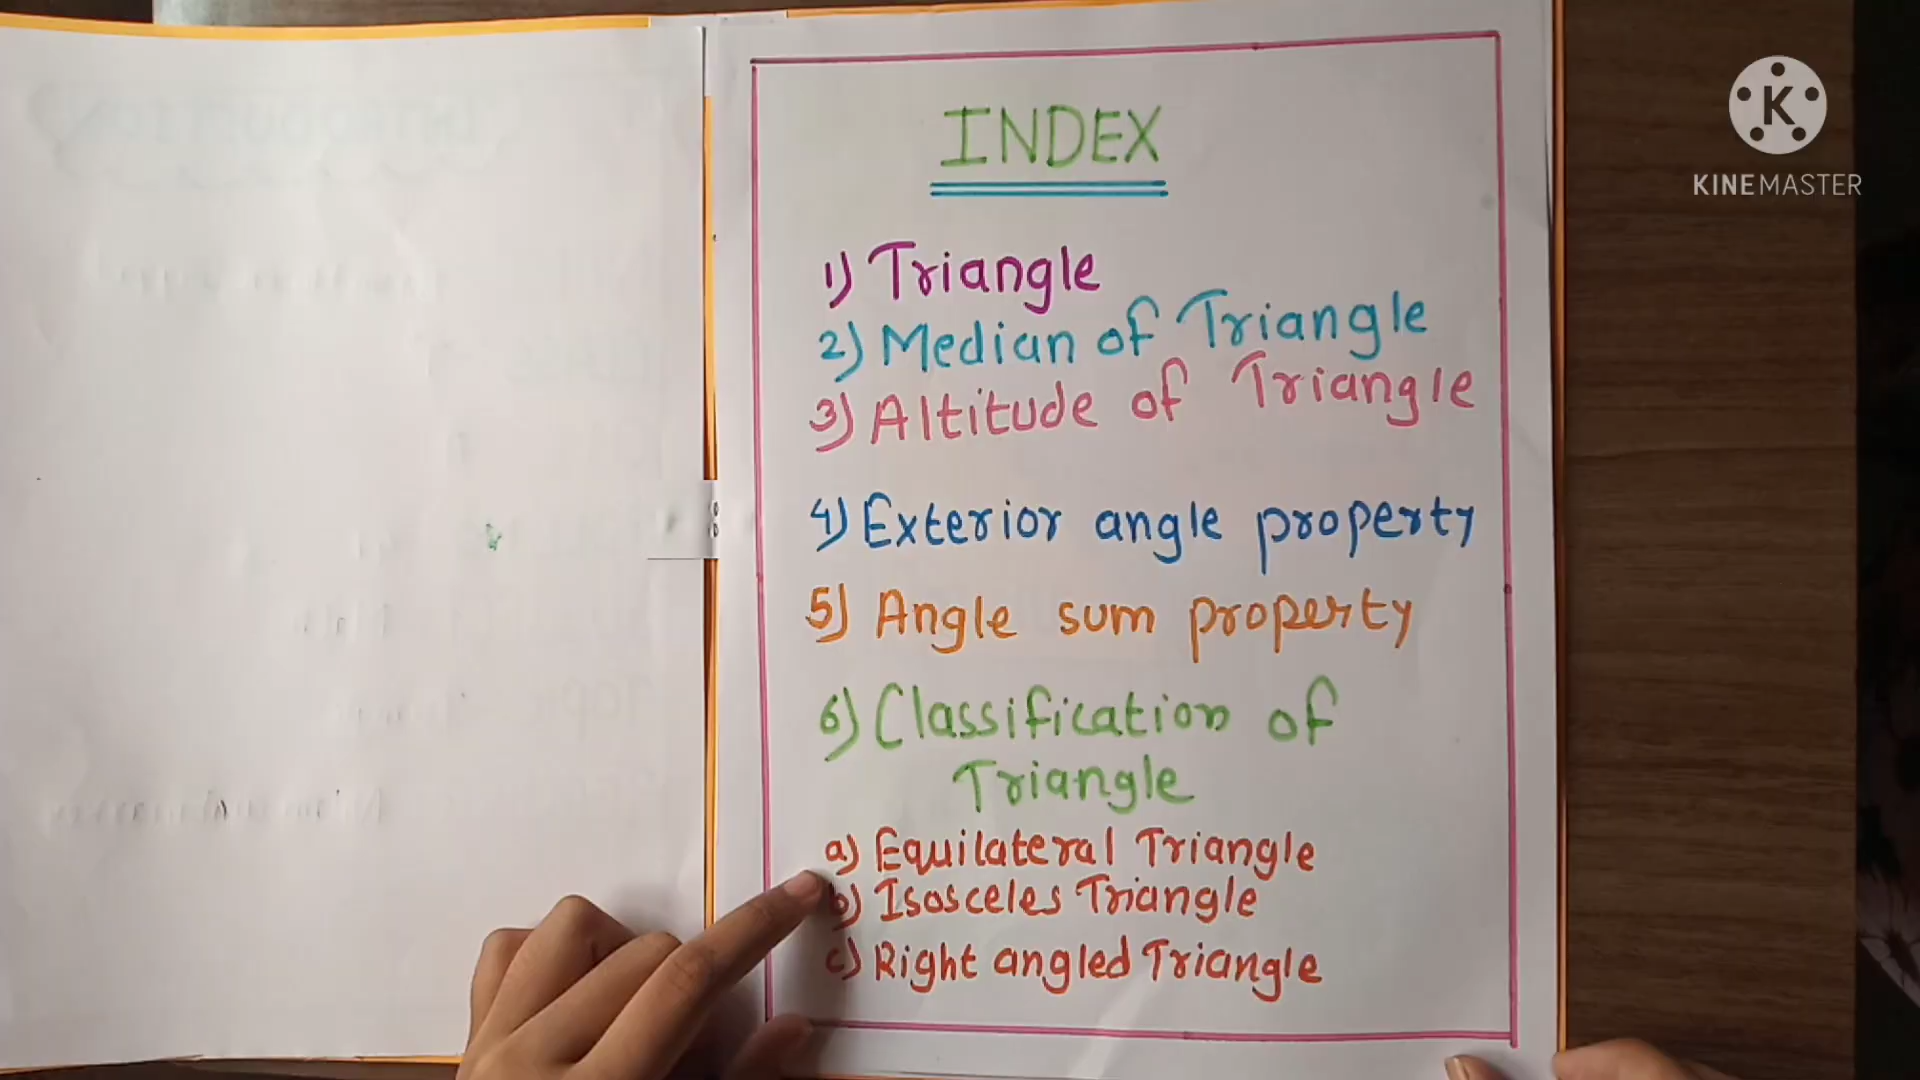 INDEX
1) Triangle
2) Median of Triangle
3) Altitude of Triangle
4) Exterior angle property
5) Angle sum property
6) Classification of
Triangle
a) Equilateral Triangle
b) Isosceles Triangle
c) Right angled Triangle
K
KINEMASTER